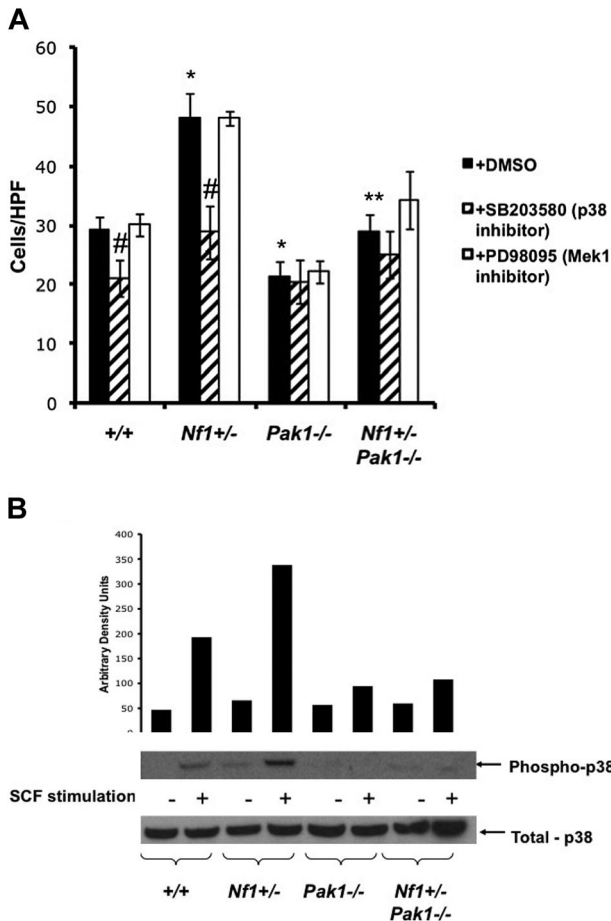 A
60
50
40
30
20
10
0
Cells/HPF
*
#
#
*
**
+DMSO
+SB203580 (p38
inhibitor)
+PD98095 (Mek1
inhibitor)
+/+
Nf1+/-
Pak1-/-
Nf1+/-
Pak1-/-
B
Arbitrary Density Units
400
350
300
250
200
150
100
50
Phospho-p38
SCF stimulation - + - + - + - +
Total - p38
+/+
Nf1+/-
Pak1-/-
Nf1+/-
Pak1-/-